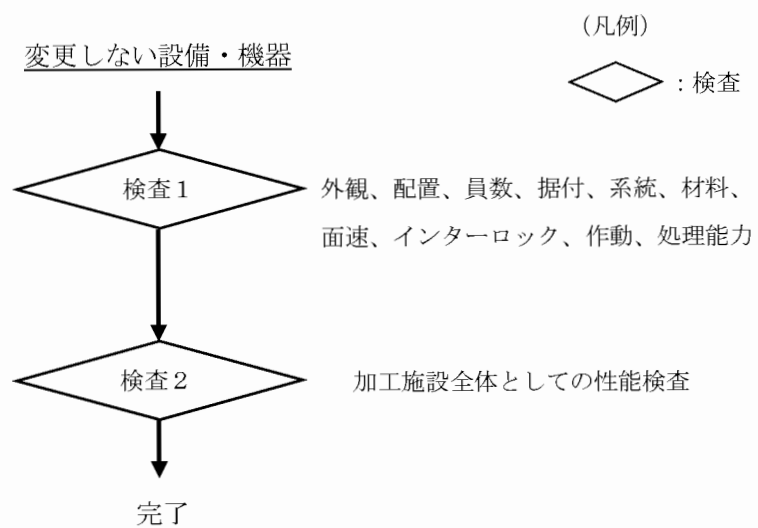 （凡例）
変更しない設備・機器
：検査
検査１
外観、配置、員数、据付、系統、材料、
面速、インターロック、作動、処理能力
検査２
加工施設全体としての性能検査
完了